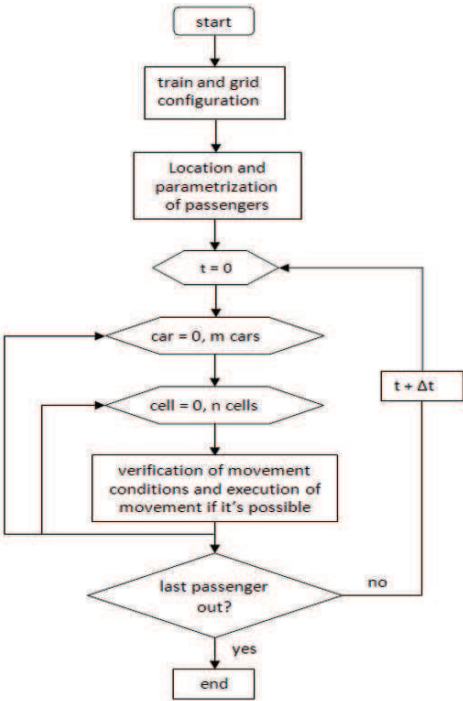 start
train and grid
configuration
Location and
parametrization
of passengers
t = 0
car = 0, m cars
t + Δt
cell = 0, n cells
verification of movement
conditions and execution of
movement if it's possible
last passenger
out?
no
yes
end